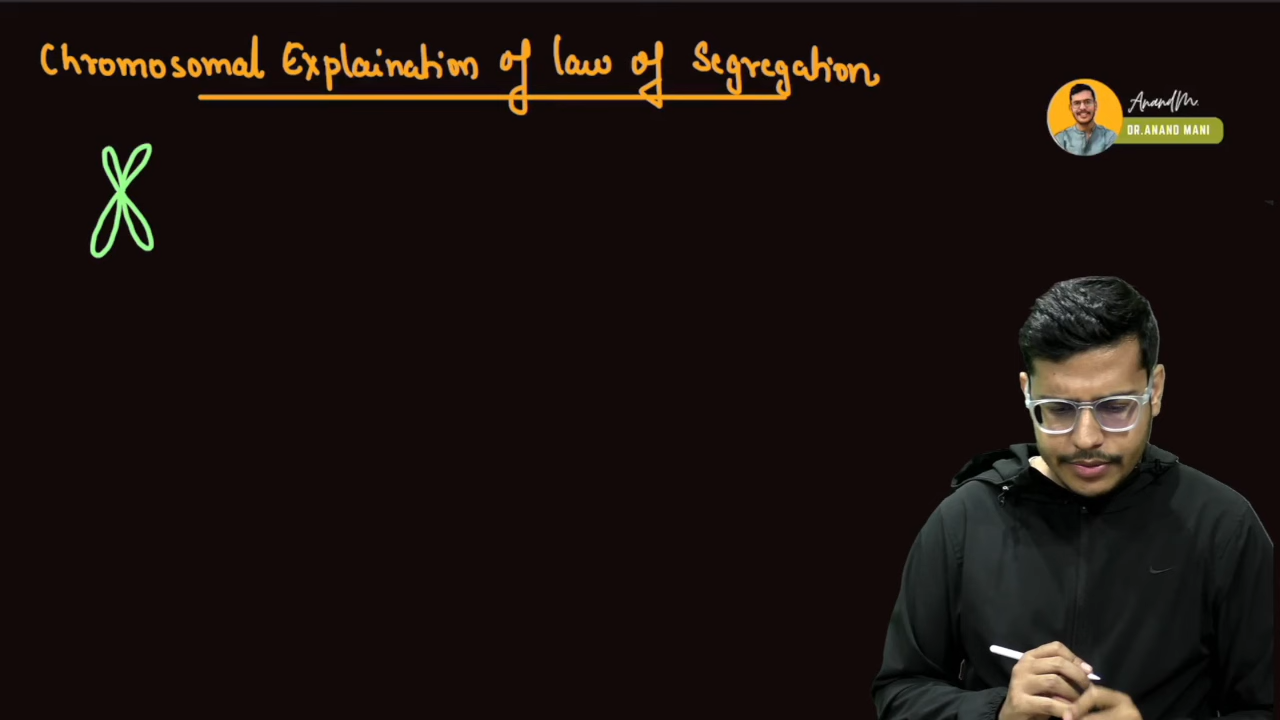 Chromosomal Explaination of law of Segregation
AnandM.
DR.ANAND MANI